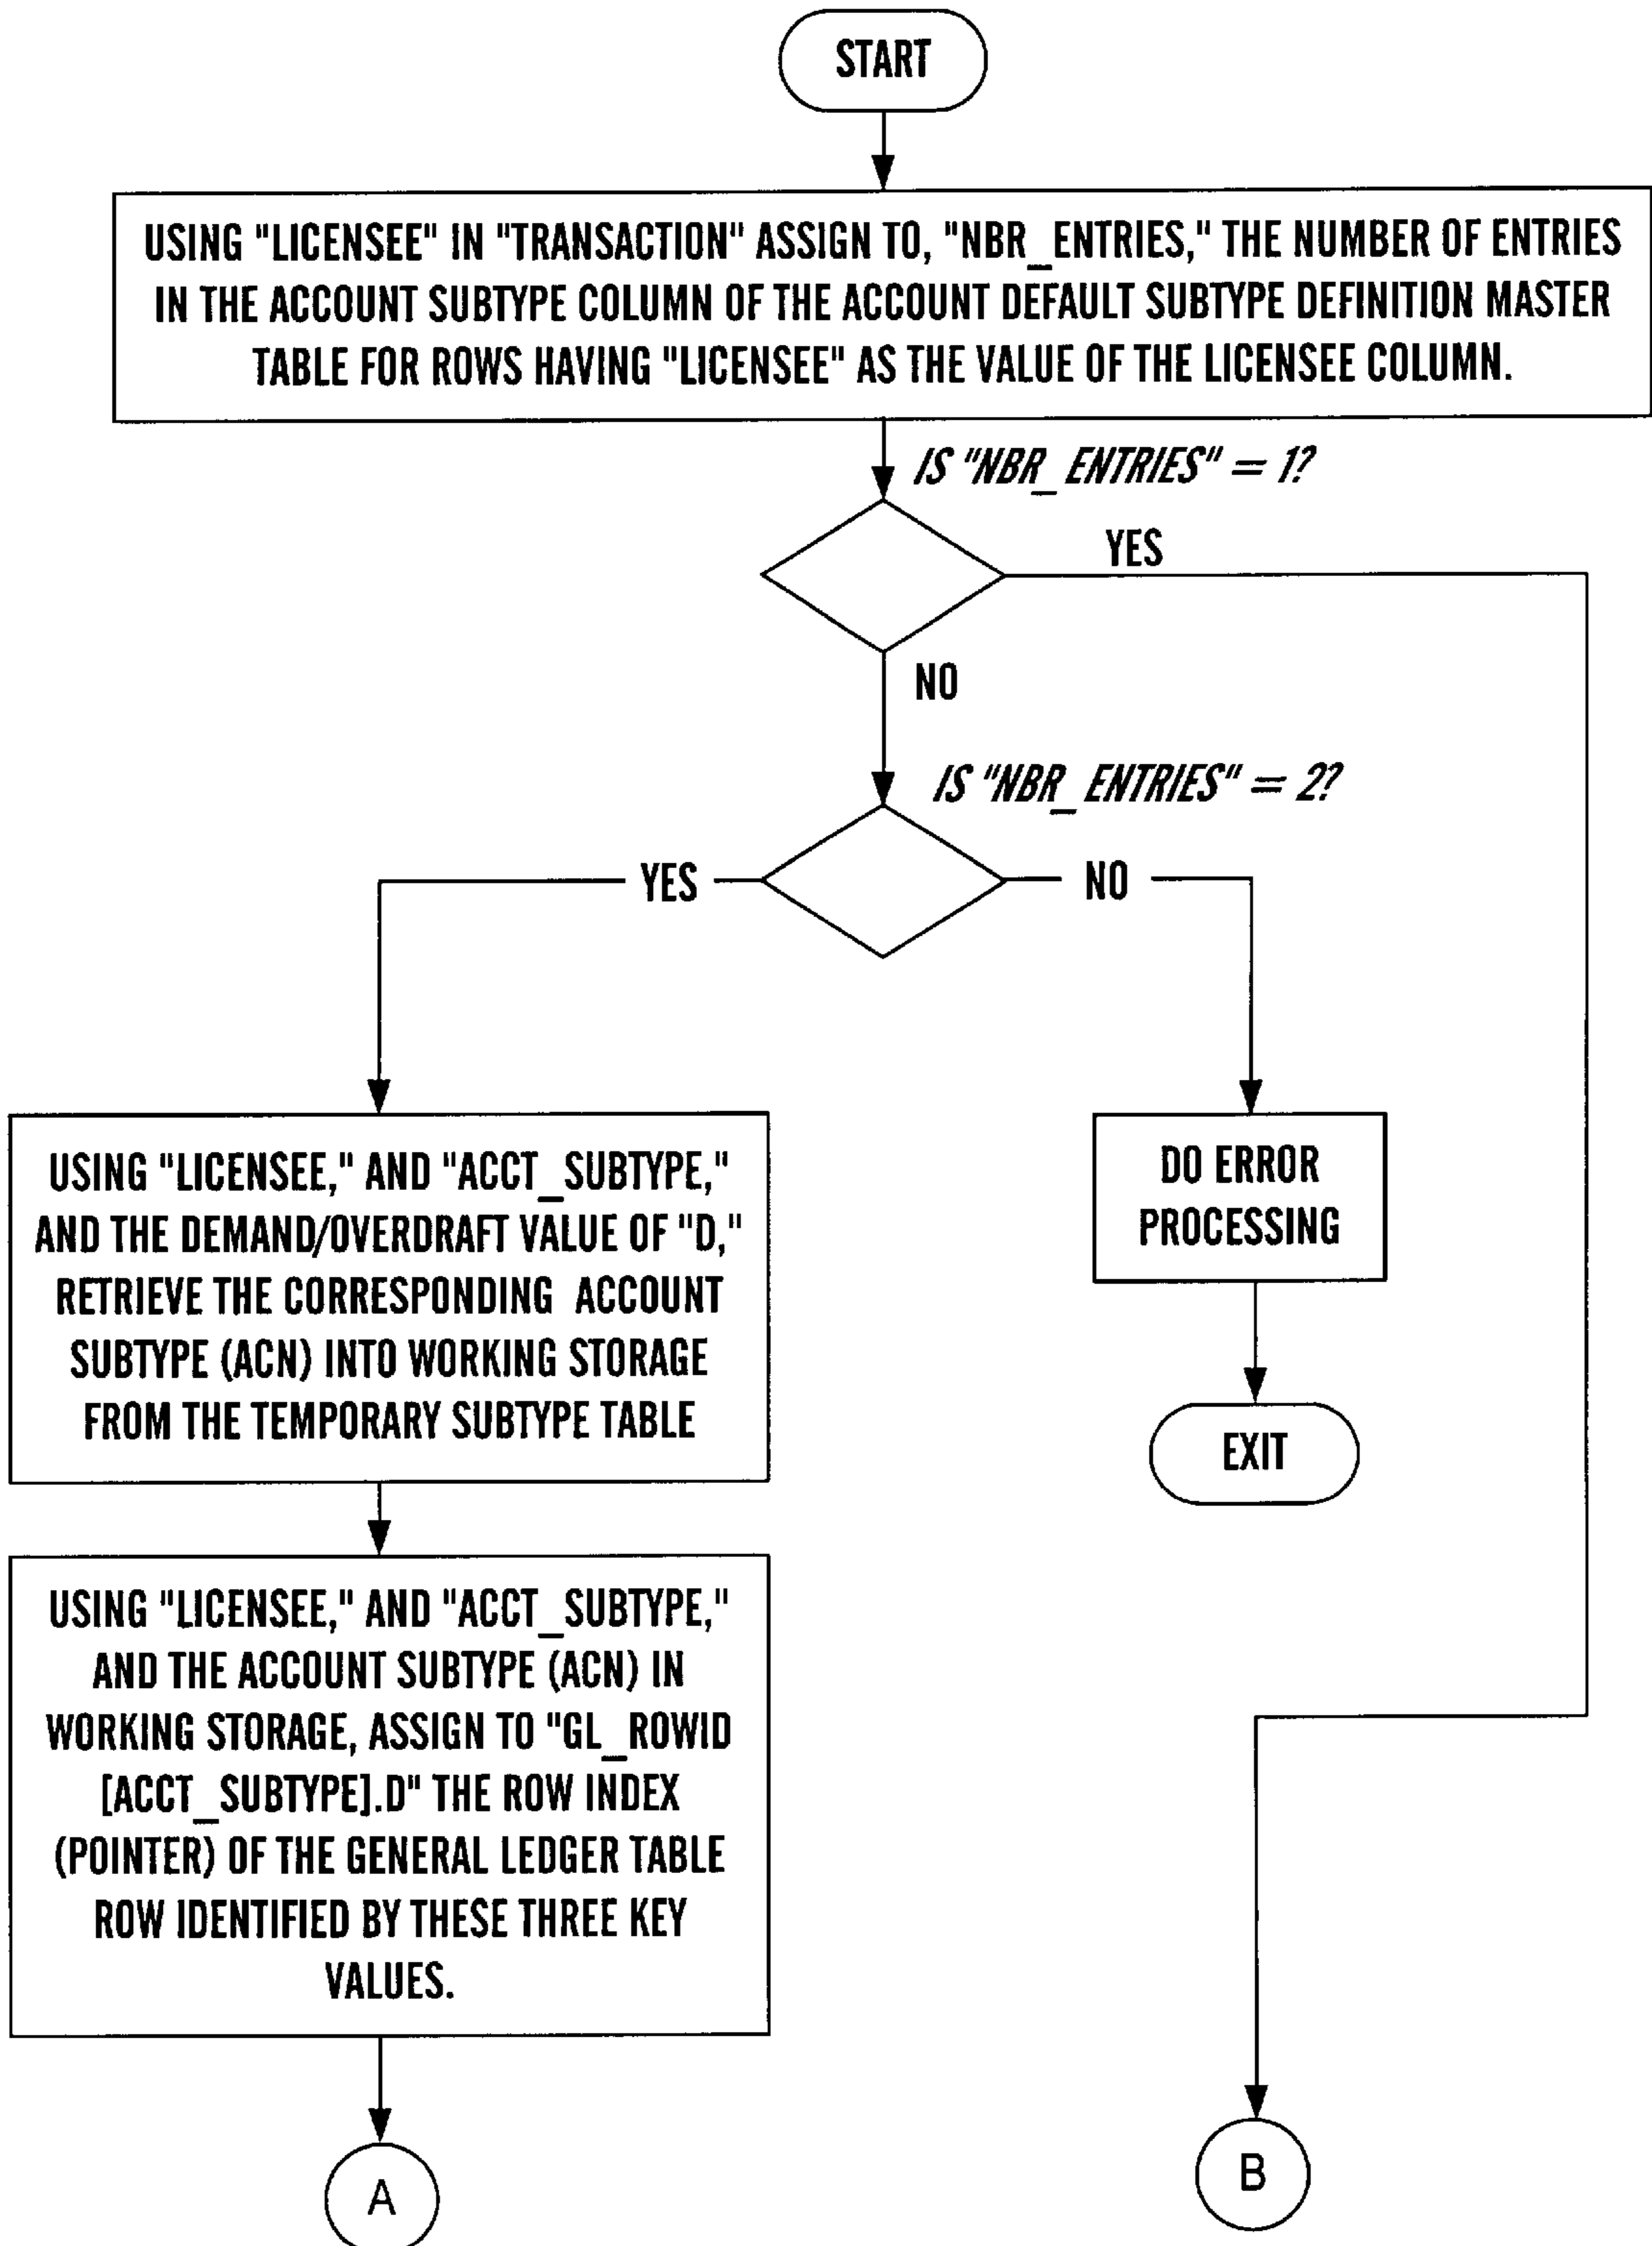 START
USING "LICENSEE" IN "TRANSACTION" ASSIGN TO, "NBR_ENTRIES," THE NUMBER OF ENTRIES
IN THE ACCOUNT SUBTYPE COLUMN OF THE ACCOUNT DEFAULT SUBTYPE DEFINITION MASTER
TABLE FOR ROWS HAVING "LICENSEE" AS THE VALUE OF THE LICENSEE COLUMN.
IS "NBR_ENTRIES" = 1?
YES
NO
IS "NBR_ENTRIES" = 2?
YES
NO
USING "LICENSEE," AND "ACCT_SUBTYPE,"
AND THE DEMAND/OVERDRAFT VALUE OF "D,"
RETRIEVE THE CORRESPONDING ACCOUNT
SUBTYPE (ACN) INTO WORKING STORAGE
FROM THE TEMPORARY SUBTYPE TABLE
DO ERROR
PROCESSING
EXIT
USING "LICENSEE," AND "ACCT_SUBTYPE,"
AND THE ACCOUNT SUBTYPE (ACN) IN
WORKING STORAGE, ASSIGN TO "GL_ROWID
[ACCT_SUBTYPE].D" THE ROW INDEX
(POINTER) OF THE GENERAL LEDGER TABLE
ROW IDENTIFIED BY THESE THREE KEY
VALUES.
A
B